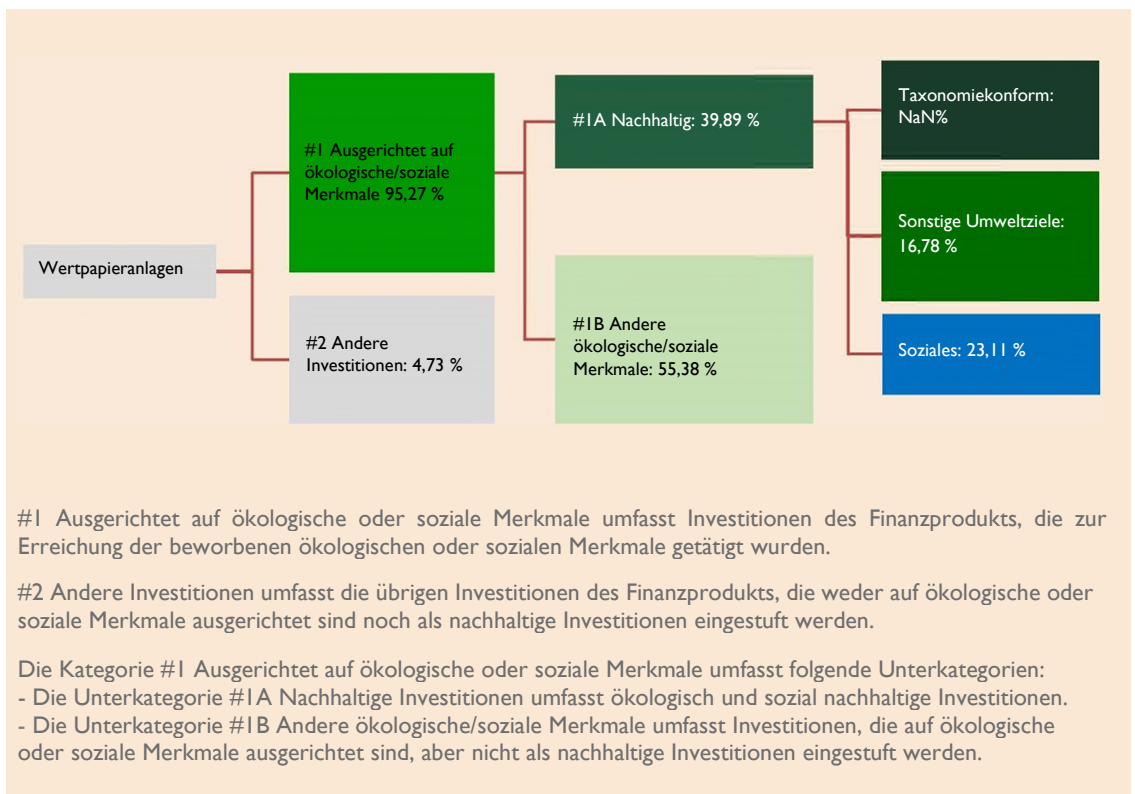 Wertpapieranlagen
#1 Ausgerichtet auf
ökologische/soziale
Merkmale 95,27 %
#2 Andere
Investitionen: 4,73 %
#1A Nachhaltig: 39,89 %
#1B Andere
ökologische/soziale
Merkmale: 55,38 %
Taxonomiekonform:
NaN%
Sonstige Umweltziele:
16,78 %
Soziales: 23,11 %
#1 Ausgerichtet auf ökologische oder soziale Merkmale umfasst Investitionen des Finanzprodukts, die zur
Erreichung der beworbenen ökologischen oder sozialen Merkmale getätigt wurden.
#2 Andere Investitionen umfasst die übrigen Investitionen des Finanzprodukts, die weder auf ökologische oder
soziale Merkmale ausgerichtet sind noch als nachhaltige Investitionen eingestuft werden.
Die Kategorie #1 Ausgerichtet auf ökologische oder soziale Merkmale umfasst folgende Unterkategorien:
- Die Unterkategorie #1A Nachhaltige Investitionen umfasst ökologisch und sozial nachhaltige Investitionen.
- Die Unterkategorie #1B Andere ökologische/soziale Merkmale umfasst Investitionen, die auf ökologische
oder soziale Merkmale ausgerichtet sind, aber nicht als nachhaltige Investitionen eingestuft werden.